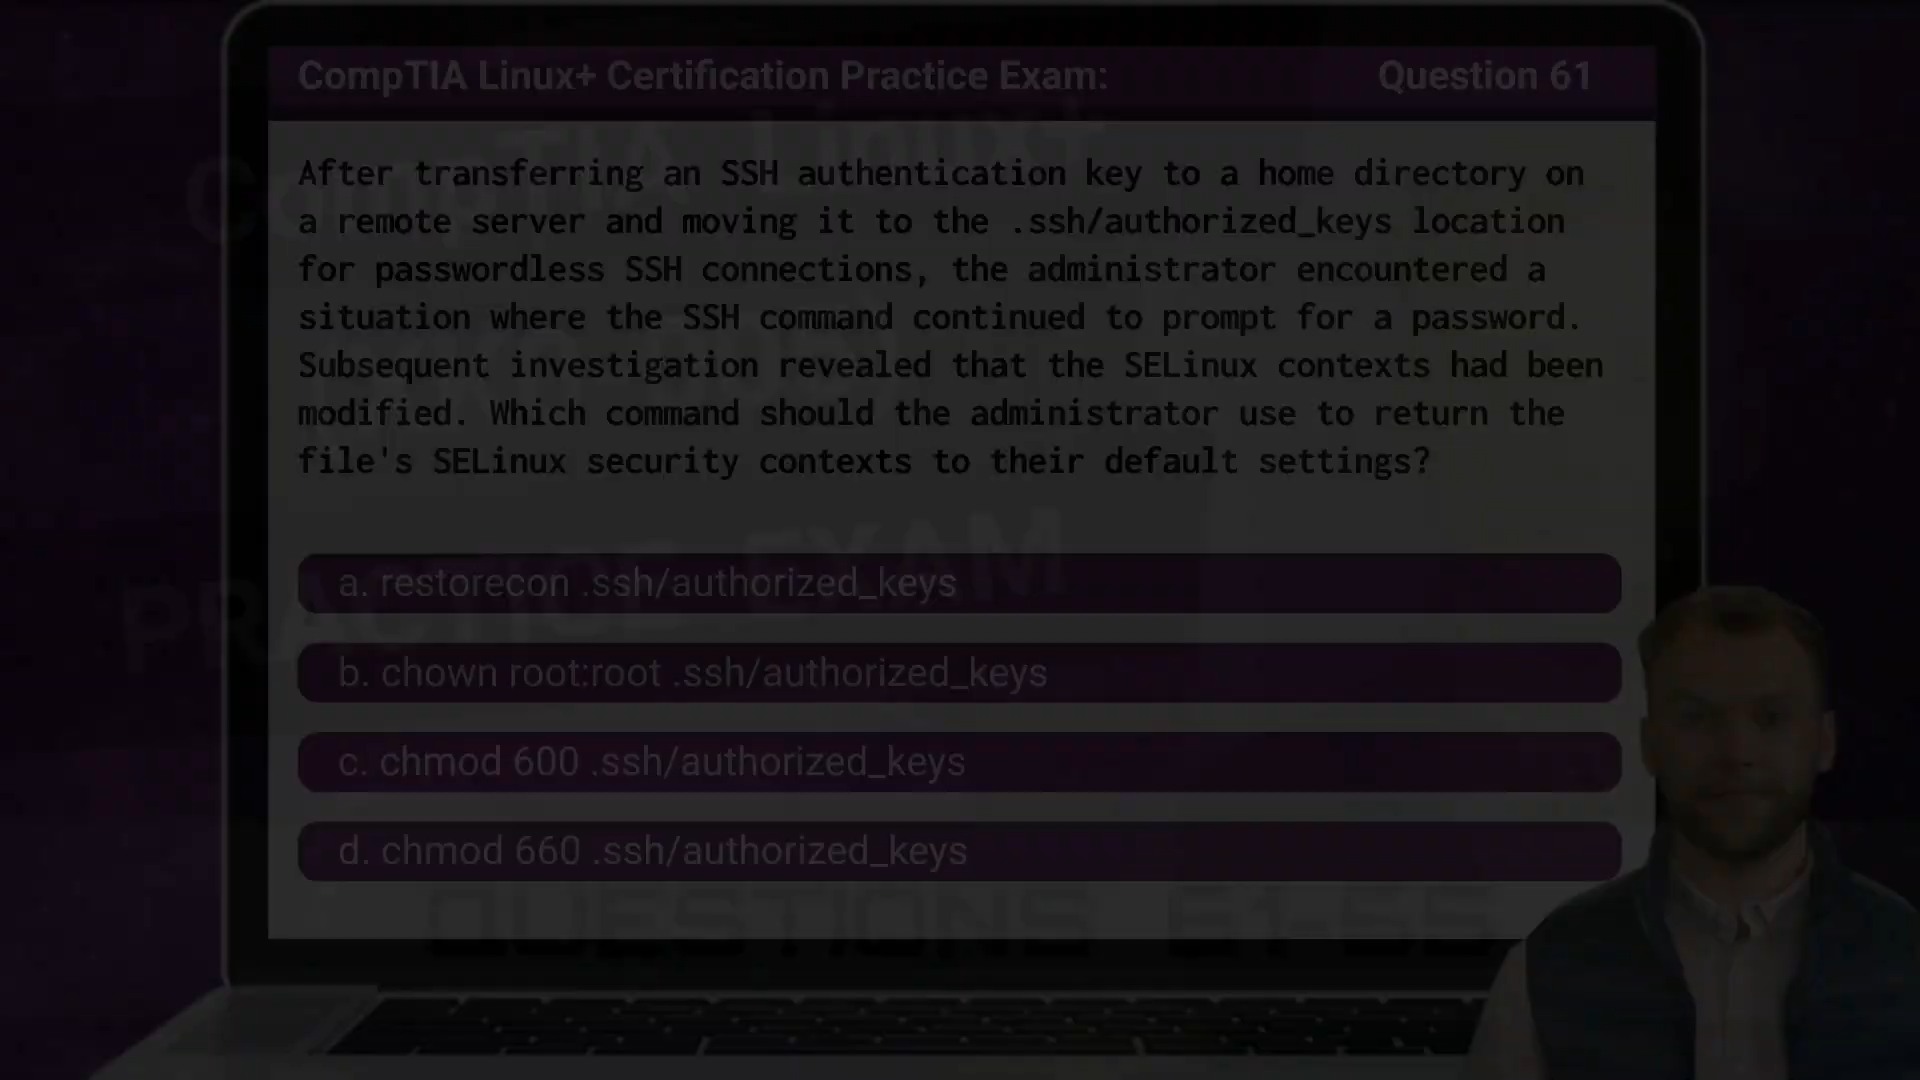 CompTIA Linux+ Certification Practice Exam:
Question 61
After transferring an SSH authentication key to a home directory on
a remote server and moving it to the .ssh/authorized_keys location
for passwordless SSH connections, the administrator encountered a
situation where the SSH command continued to prompt for a password.
Subsequent investigation revealed that the SELinux contexts had been
modified. Which command should the administrator use to return the
file's SELinux security contexts to their default settings?
a. restorecon .ssh/authorized_keys
b. chown root:root .ssh/authorized_keys
c. chmod 600 .ssh/authorized_keys
d. chmod 660 .ssh/authorized_keys
CompTIA Linux+
PRACTICE EXAM